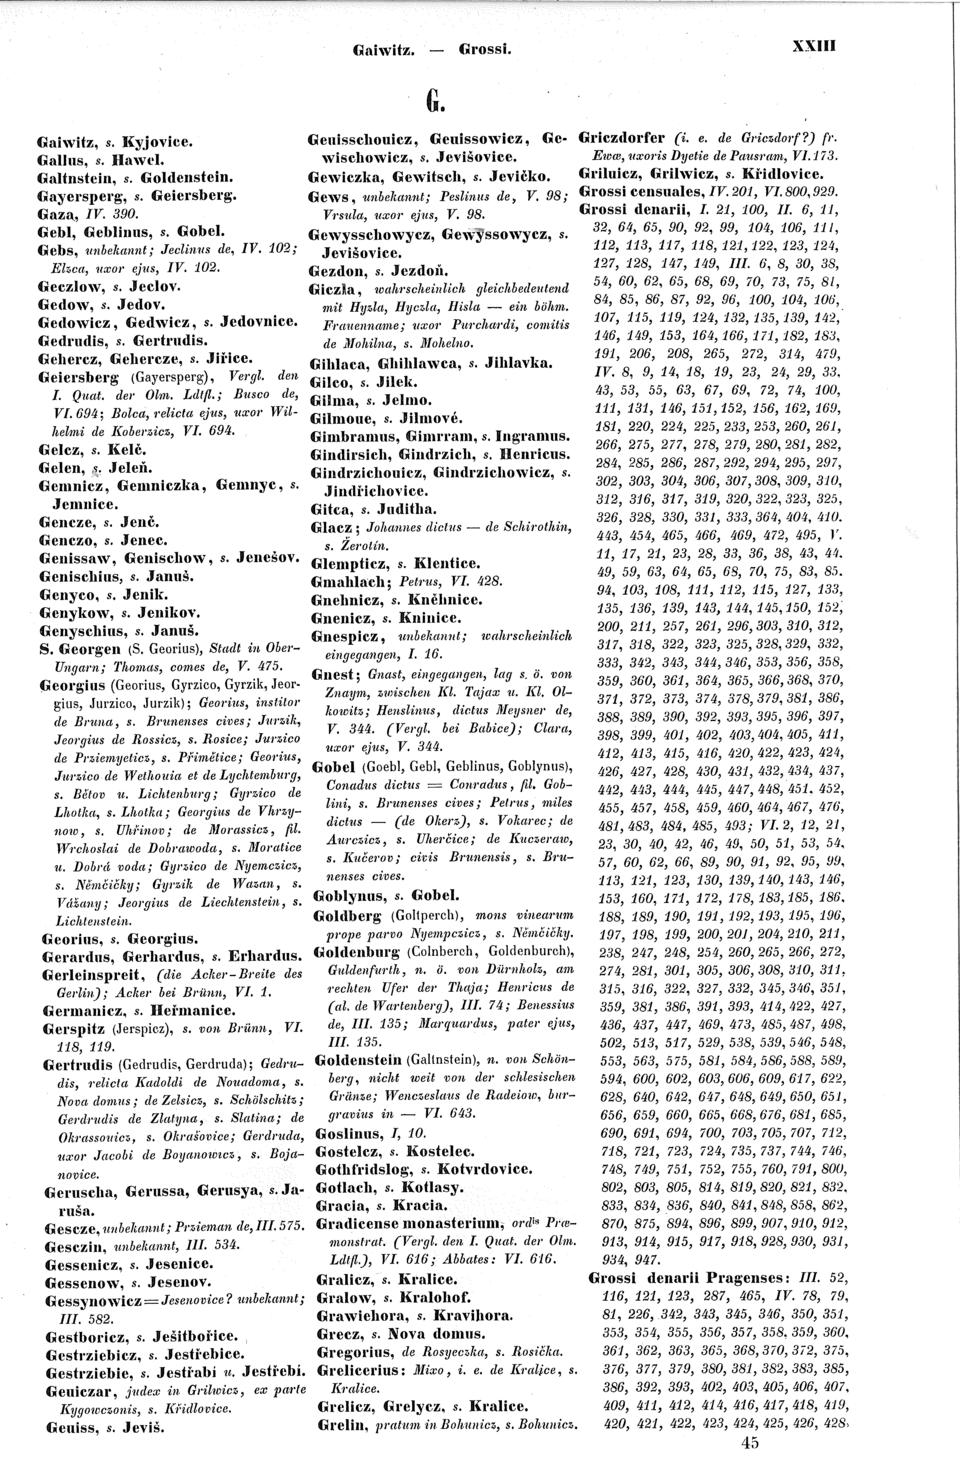 Gaiwitz. — Grossi.
XXIII
G.
Gaiwitz, s. Kyjovice.
Gallus, s. Hawel.
Galtnstein, s. Goldenstein.
Gayersperg, s. Geiersberg.
Gaza, IV. 390.
Gebl, Geblinus, s. Gobel.
Gebs, unbekannt; Jeclinus de, IV. 102;
Elzca, uxor ejus, IV. 102.
Geczlow, s. Jeclov.
Gedow, s. Jedov.
Gedowicz, Gedwicz, s. Jedovnice.
Gedrudis, s. Gertrudis.
Gehercz, Gehercze, s. Jiřice.
Geiersberg (Gayersperg), Vergl. den
I. Quat. der Olm. Ldtfl.; Busco de,
VI. 694; Bolca, relicta ejus, uxor Wil-
helmi de Koberzicz, VI. 694.
Gelcz, s. Kelč.
Gelen, s. Jeleň.
Gemnicz, Gemniczka, Gemnyc, s.
Jemnice.
Gencze, s. Jenč.
Genczo, s. Jenec.
Genissaw, Genischow, s. Jenešov.
Genischius, s. Januš.
Genyco, s. Jenik.
Genykow, s. Jenikov.
Genyschius, s. Januš.
S. Georgen (S. Georius), Stadt in Ober-
Ungarn; Thomas, comes de, V. 475.
Georgius (Georius, Gyrzico, Gyrzik, Jeor-
gius, Jurzico, Jurzik); Georius, institor
de Bruna, s. Brunenses cives; Jurzik,
Jeorgius de Rossicz, s. Rosice; Jurzico
de Prziemyeticz, s. Přimětice; Georius,
Jurzico de Wethouia et de Lychtemburg,
s. Bětov u. Lichtenburg; Gyrzico de
Lhotka, s. Lhotka; Georgius de Vhrzy-
now, s. Uhřinov; de Morassicz, fil.
Wrchoslai de Dobrawoda, s. Moratice
u. Dobrá voda; Gyrzico de Nyemczicz,
s. Němčičky; Gyrzik de Wazan, s.
Vážany; Jeorgius de Liechtenstein, s.
Lichtenstein.
Georius, s. Georgius.
Gerardus, Gerhardus, s. Erhardus.
Gerleinspreit, (die Acker-Breite des
Gerlin); Acker bei Brünn, VI. 1.
Germanicz, s. Heřmanice.
Gerspitz (Jerspicz), s. von Brünn, VI.
118, 119.
Gertrudis (Gedrudis, Gerdruda); Gedru-
dis, relicta Kadoldi de Nouadoma, s.
Nova domus; de Zelsicz, s. Schölschitz;
Gerdrudis de Zlatyna, s. Slatina; de
Okrassouicz, s. Okrašovice; Gerdruda,
uxor Jacobi de Boyanowicz, s. Boja-
novice.
Geruscha, Gerussa, Gerusya, s. Ja-
ruša.
Gescze, unbekannt; Przieman de, III. 575.
Gesczin, unbekannt, III. 534.
Gessenicz, s. Jesenice.
Gessenow, s. Jesenov.
Gessynowicz = Jesenovice? unbekannt;
III. 582.
Gestboricz, s. Ješitbořice.
Gestrziebicz, s. Jestřebice.
Gestrziebie, s. Jestřabi u. Jestřebi.
Geuiczar, judex in Grilwicz, ex parte
Kygowczonis, s. Křidlovice.
Geuiss, s. Jeviš.
Geuisschouicz, Geuissowicz, Ge-
wischowicz, s. Jevišovice.
Gewiczka, Gewitsch, s. Jevičko.
Gews, unbekannt; Peslinus de, V. 98;
Vrsula, uxor ejus, V. 98.
Gewysschowycz, Gewyssowycz, s.
Jevišovice.
Gezdon, s. Jezdoň.
Giczla, wahrscheinlich gleichbedeutend
mit Hyzla, Hyczla, Hisla — ein böhm.
Frauenname; uxor Purchardi, comitis
de Mohilna, s. Mohelno.
Gihlaca, Ghihlawca, s. Jihlavka.
Gilco, s. Jilek.
Gilma, s. Jelmo.
Gilmoue, s. Jilmové.
Gimbramus, Gimrram, s. Ingramus.
Gindirsich, Gindrzich, s. Henricus.
Gindrzichouicz, Gindrzichowicz, s.
Jindřichovice.
Gitca, s. Juditha.
Glacz; Johannes dictus — de Schirothin,
s. Žerotín.
Glempticz, s. Klentice.
Gmahlach; Petrus, VI. 428.
Gnehnicz, s. Kněhnice.
Gnenicz, s. Kninice.
Gnespicz, unbekannt; wahrscheinlich
eingegangen, I. 16.
Gnest; Gnast, eingegangen, lag s. ö. von
Znaym, zwischen Kl. Tajax u. Kl. Ol-
kowitz; Henslinus, dictus Meysner de,
V. 344. (Vergl. bei Babice); Clara,
uxor ejus, V. 344.
Gobel (Goebl, Gebl, Geblinus, Goblynus),
Conadus dictus = Conradus, fil. Gob-
lini, s. Brunenses cives; Petrus, miles
dictus — (de Okerz), s. Vokarec; de
Aurczicz, s. Uherčice; de Kuczeraw,
s. Kučerov; civis Brunensis, s. Bru-
nenses cives.
Goblynus, s. Gobel.
Goldberg (Goltperch), mons vinearum
prope parvo Nyempczicz, s. Němčičky.
Goldenburg (Colnberch, Goldenburch),
Guldenfurth, n. ö. von Dürnholz, am
rechten Ufer der Thaja; Henricus de
(al. de Wartenberg), III. 74; Benessius
de, III. 135; Marquardus, pater ejus,
III. 135.
Goldenstein (Galtnstein), n. von Schön-
berg, nicht weit von der schlesischen
Gränze; Wenczeslaus de Radeiow, bur-
gravius in — VI. 643.
Goslinus, I, 10.
Gostelcz, s. Kostelec.
Gothfridslog, s. Kotvrdovice.
Gotlach, s. Kotlasy.
Gracia, s. Kracia.
Gradicense monasterium, ordis Præ-
monstrat. (Vergl. den I. Quat. der Olm.
Ldtfl.), VI. 616; Abbates: VI. 616.
Gralicz, s. Kralice.
Gralow, s. Kralohof.
Grawiehora, s. Kravihora.
Grecz, s. Nova domus.
Gregorius, de Rosyeczka, s. Rosička.
Grelicerius: Mixo, i. e. de Kralice, s.
Kralice.
Grelicz, Grelycz, s. Kralice.
Grelin, pratum in Bohunicz, s. Bohunicz.
Griczdorfer (i. e. de Griczdorf?) fr.
Ewæ, uxoris Dyetie de Pausram, VI. 173.
Griluicz, Grilwicz, s. Křidlovice.
Grossi censuales, IV. 201, VI. 800, 929.
Grossi denarii, I. 21, 100, II. 6, 11,
32, 64, 65, 90, 92, 99, 104, 106, 111,
112, 113, 117, 118, 121, 122, 123, 124,
127, 128, 147, 149, III. 6, 8, 30, 38,
54, 60, 62, 65, 68, 69, 70, 73, 75, 81,
84, 85, 86, 87, 92, 96, 100, 104, 106,
107, 115, 119, 124, 132, 135, 139, 142,
146, 149, 153, 164, 166, 171, 182, 183,
191, 206, 208, 265, 272, 314, 479,
IV. 8, 9, 14, 18, 19, 23, 24, 29, 33,
43, 53, 55, 63, 67, 69, 72, 74, 100,
111, 131, 146, 151, 152, 156, 162, 169,
181, 220, 224, 225, 233, 253, 260, 261,
266, 275, 277, 278, 279, 280, 281, 282,
284, 285, 286, 287, 292, 294, 295, 297,
302, 303, 304, 306, 307, 308, 309, 310,
312, 316, 317, 319, 320, 322, 323, 325,
326, 328, 330, 331, 333, 364, 404, 410.
443, 454, 465, 466, 469, 472, 495, V.
11, 17, 21, 23, 28, 33, 36, 38, 43, 44.
49, 59, 63, 64, 65, 68, 70, 75, 83, 85.
94, 103, 108, 111, 112, 115, 127, 133,
135, 136, 139, 143, 144, 145, 150, 152,
200, 211, 257, 261, 296, 303, 310, 312,
317, 318, 322, 323, 325, 328, 329, 332,
333, 342, 343, 344, 346, 353, 356, 358,
359, 360, 361, 364, 365, 366, 368, 370,
371, 372, 373, 374, 378, 379, 381, 386,
388, 389, 390, 392, 393, 395, 396, 397,
398, 399, 401, 402, 403, 404, 405, 411,
412, 413, 415, 416, 420, 422, 423, 424,
426, 427, 428, 430, 431, 432, 434, 437,
442, 443, 444, 445, 447, 448, 451. 452,
455, 457, 458, 459, 460, 464, 467, 476,
481, 483, 484, 485, 493; VI. 2, 12, 21,
23, 30, 40, 42, 46, 49, 50, 51, 53, 54,
57, 60, 62, 66, 89, 90, 91, 92, 95, 99,
113, 121, 123, 130, 139, 140, 143, 146,
153, 160, 171, 172, 178, 183, 185, 186.
188, 189, 190, 191, 192, 193, 195, 196,
197, 198, 199, 200, 201, 204, 210, 211,
238, 247, 248, 254, 260, 265, 266, 272,
274, 281, 301, 305, 306, 308, 310, 311,
315, 316, 322, 327, 332, 345, 346, 351,
359, 381, 386, 391, 393, 414, 422, 427,
436, 437, 447, 469, 473, 485, 487, 498,
502, 513, 517, 529, 538, 539, 546, 548,
553, 563, 575, 581, 584, 586, 588, 589,
594, 600, 602, 603, 606, 609, 617, 622,
628, 640, 642, 647, 648, 649, 650, 651,
656, 659, 660, 665, 668, 676, 681, 685,
690, 691, 694, 700, 703, 705, 707, 712,
718, 721, 723, 724, 735, 737, 744, 746,
748, 749, 751, 752, 755, 760, 791, 800,
802, 803, 805, 814, 819, 820, 821, 832.
833, 834, 836, 840, 841, 848, 858, 862,
870, 875, 894, 896, 899, 907, 910, 912,
913, 914, 915, 917, 918, 928, 930, 931,
934, 947.
Grossi denarii Pragenses: III. 52,
116, 121, 123, 287, 465, IV. 78, 79,
81, 226, 342, 343, 345, 346, 350, 351,
353, 354, 355, 356, 357, 358, 359, 360,
361, 362, 363, 365, 368, 370, 372, 375,
376, 377, 379, 380, 381, 382, 383, 385,
386, 392, 393, 402, 403, 405, 406, 407,
409, 411, 412, 414, 416, 417, 418, 419,
420, 421, 422, 423, 424, 425, 426, 428,
45